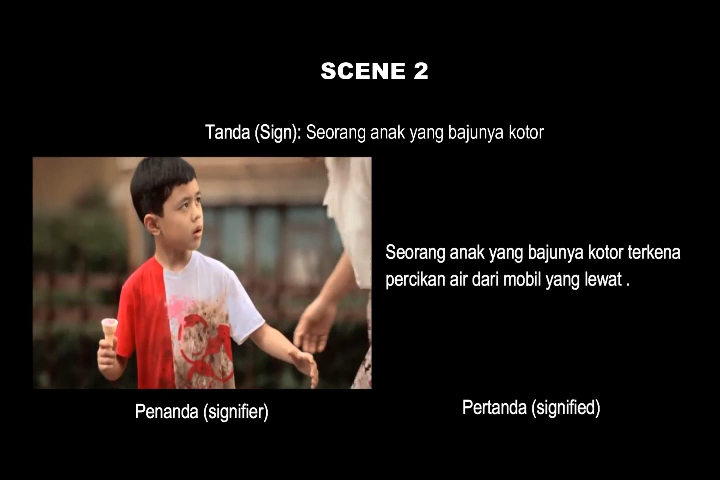 SCENE 2
Tanda (Sign): Seorang anak yang bajunya kotor
Seorang anak yang bajunya kotor terkena
percikan air dari mobil yang lewat .
Penanda (signifier)
Pertanda (signified)